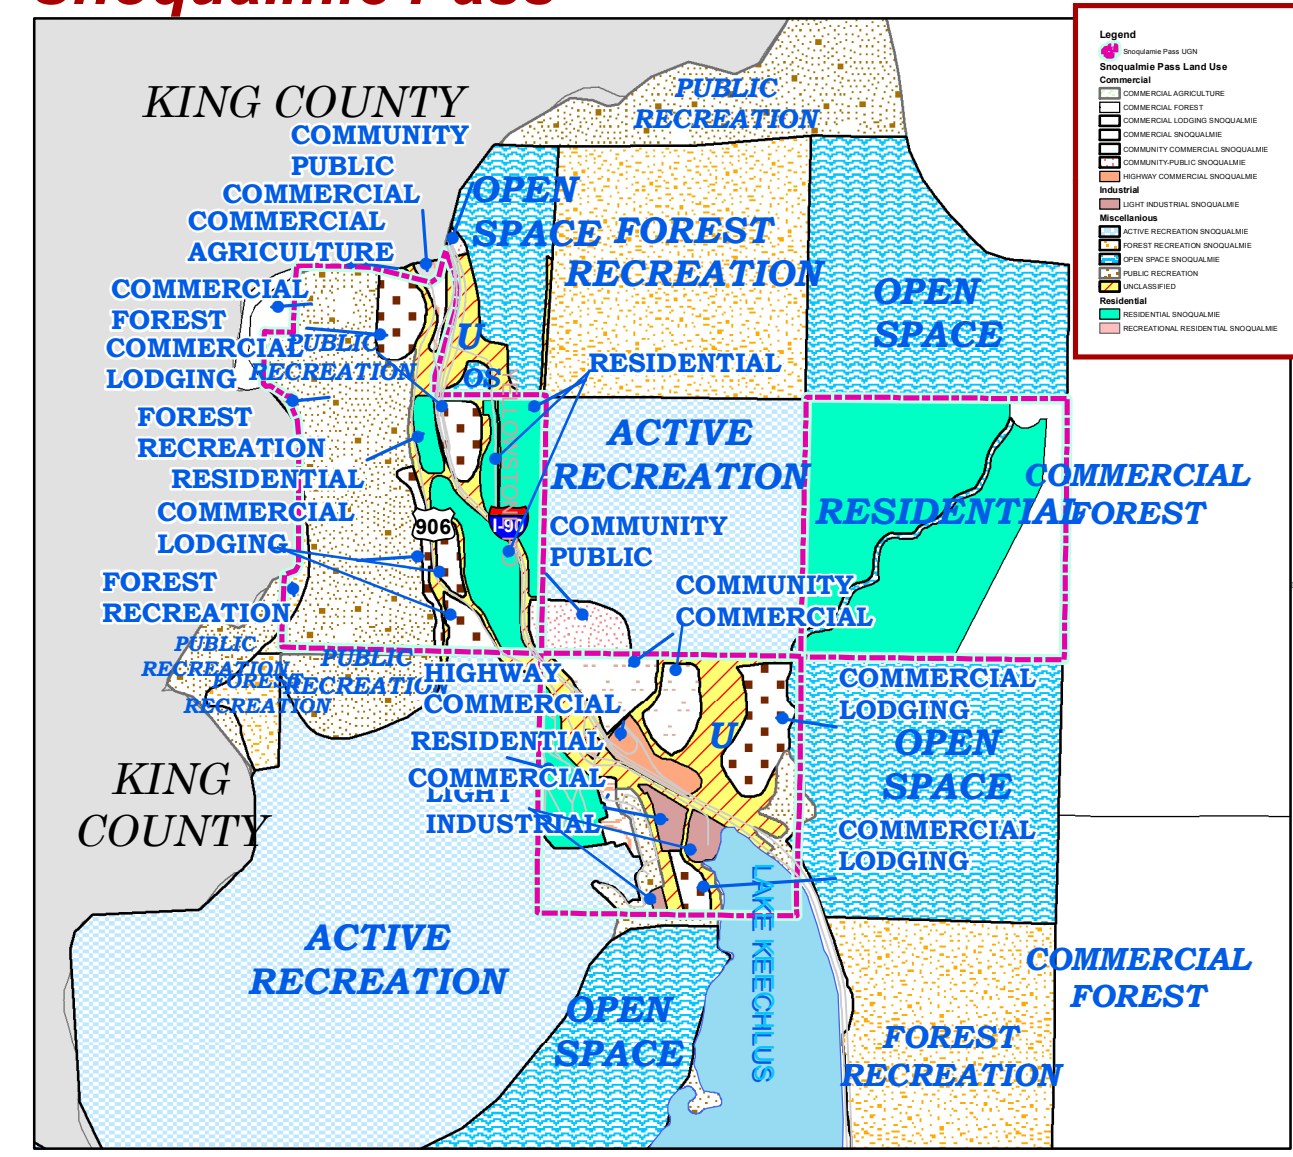 Snoqualmie Pass
Legend
Snoqulamie Pass UGN
Snoqualmie Pass Land Use
Commercial
COMMERCIAL AGRICULTURE
COMMERCIAL FOREST
COMMERCIAL LODGING SNOQUALMIE
COMMERCIAL SNOQUALMIE
COMMUNITY COMMERCIAL SNOQUALMIE
COMMUNITY-PUBLIC SNOQUALMIE
HIGHWAY COMMERCIAL SNOQUALMIE
Industrial
LIGHT INDUSTRIAL SNOQUALMIE
Miscellanious
ACTIVE RECREATION SNOQUALMIE
FOREST RECREATION SNOQUALMIE
OPEN SPACE SNOQUALMIE
PUBLIC RECREATION
UNCLASSIFIED
Residential
RESIDENTIAL SNOQUALMIE
RECREATIONAL RESIDENTIAL SNOQUALMIE
KING COUNTY
PUBLIC
RECREATION
COMMUNITY
PUBLIC
COMMERCIAL
COMMERCIAL
AGRICULTURE
OPEN
SPACE
FOREST
RECREATION
OPEN
SPACE
COMMERCIAL
FOREST
COMMERCIAL
LODGING
PUBLIC
RECREATION
U
OS
RESIDENTIAL
FOREST
RECREATION
RESIDENTIAL
ACTIVE
RECREATION
COMMERCIAL
FOREST
RESIDENTIAL
COMMERCIAL
LODGING
906
I-90
COMMUNITY
PUBLIC
COMMUNITY
COMMERCIAL
FOREST
RECREATION
PUBLIC
RECREATION
PUBLIC
RECREATION
FOREST
RECREATION
HIGHWAY
COMMERCIAL
RESIDENTIAL
COMMERCIAL
LIGHT
INDUSTRIAL
U
COMMERCIAL
LODGING
OPEN
SPACE
KING
COUNTY
COMMERCIAL
LODGING
LAKE KEECHLUS
ACTIVE
RECREATION
OPEN
SPACE
FOREST
RECREATION
COMMERCIAL
FOREST